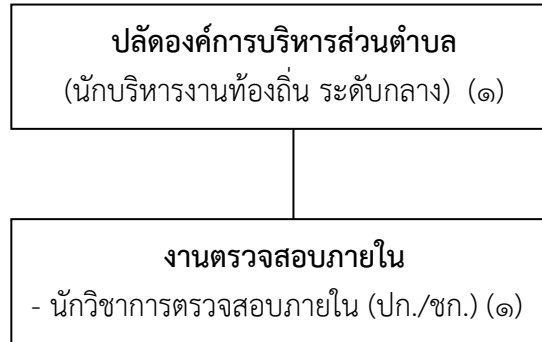 ปลัดองค์การบริหารส่วนตำบล
(นักบริหารงานท้องถิ่น ระดับกลาง) (๑)
งานตรวจสอบภายใน
- นักวิชาการตรวจสอบภายใน (ปก./ชก.) (๑)